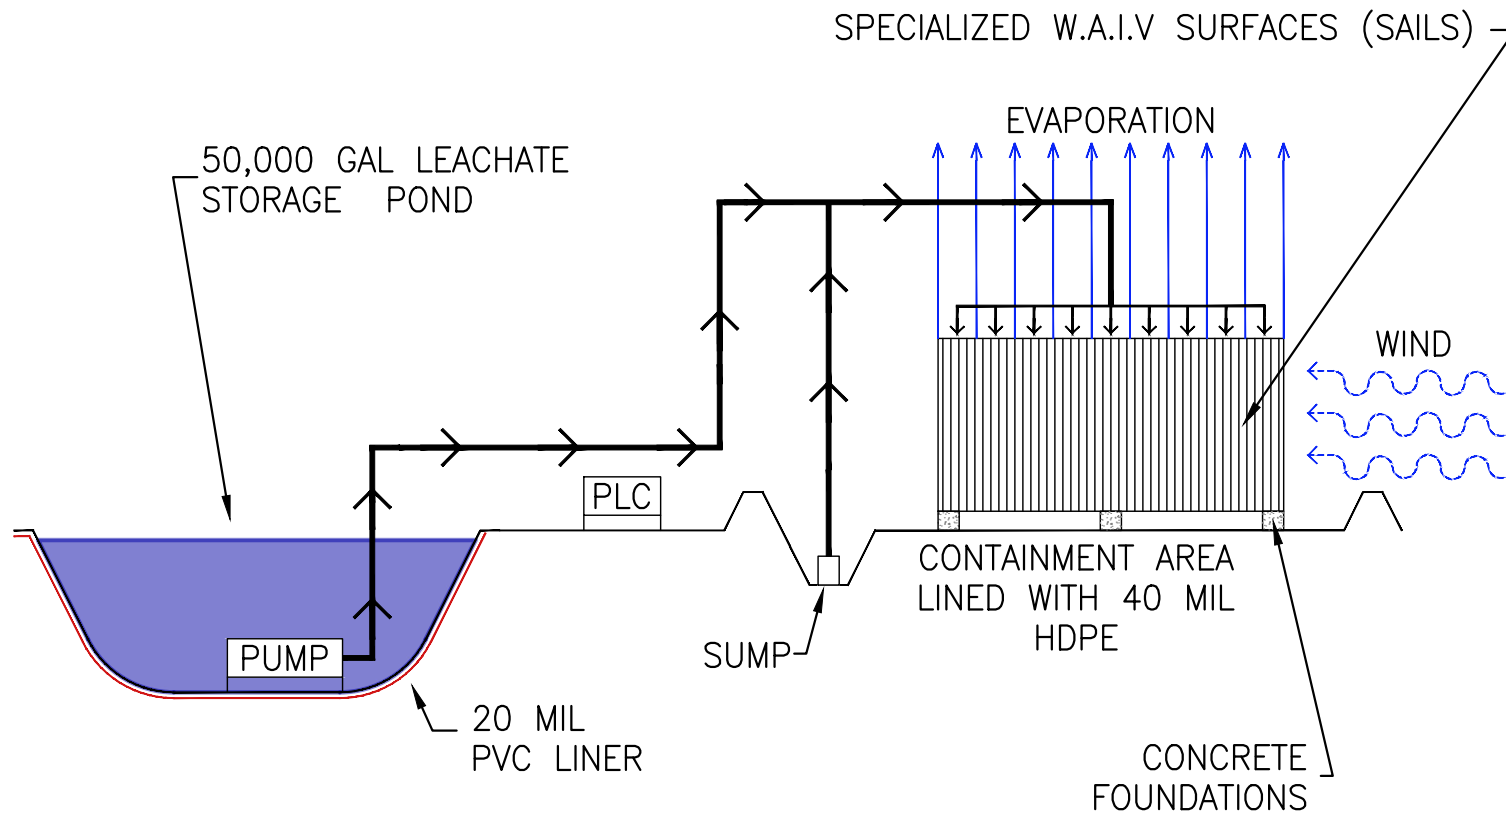 SPECIALIZED W.A.I.V SURFACES (SAILS)
EVAPORATION
50,000 GAL LEACHATE
STORAGE POND
WIND
PLC
CONTAINMENT AREA
LINED WITH 40 MIL
HDPE
SUMP
PUMP
20 MIL
PVC LINER
CONCRETE
FOUNDATIONS